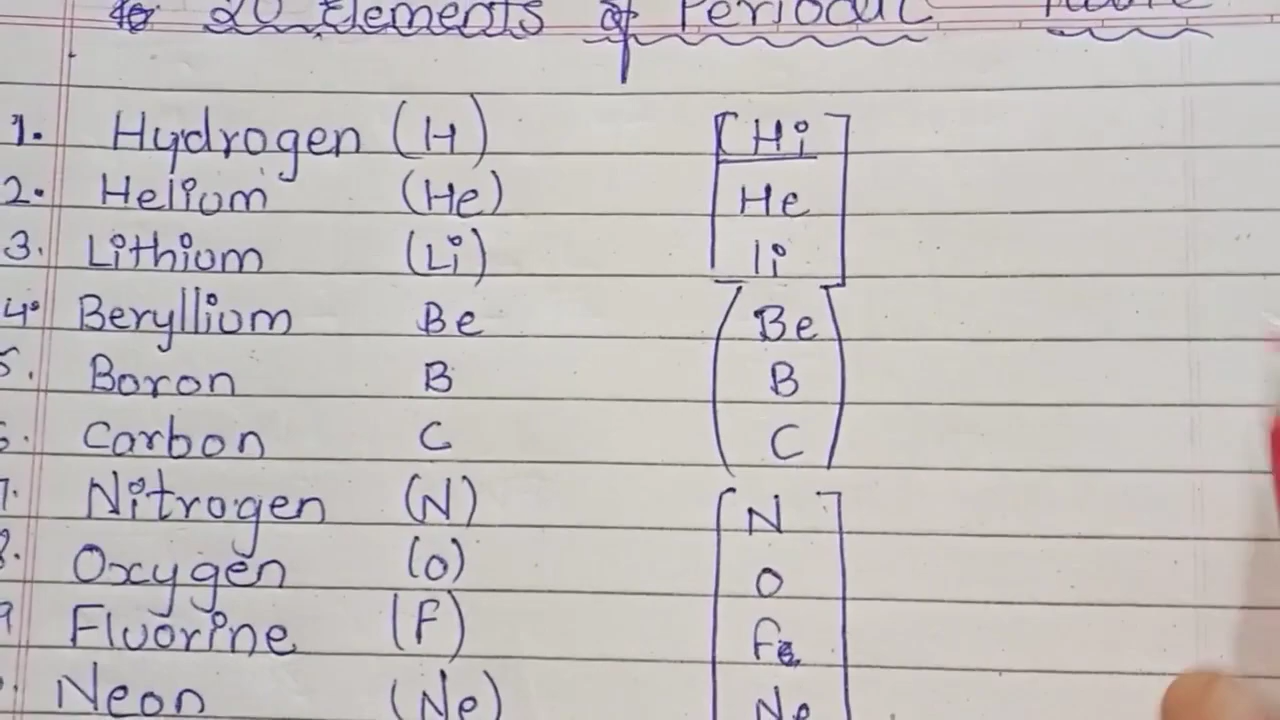 20 Elements of Periodic Table
1. Hydrogen (H) [Hi]
2. Helium (He) He
3. Lithium (Li) li
4. Beryllium Be Be
5. Boron B B
6. Carbon C C
7. Nitrogen (N) [N]
8. Oxygen (O) O
9 Fluorine (F) Fe
Neon (Ne) Ne